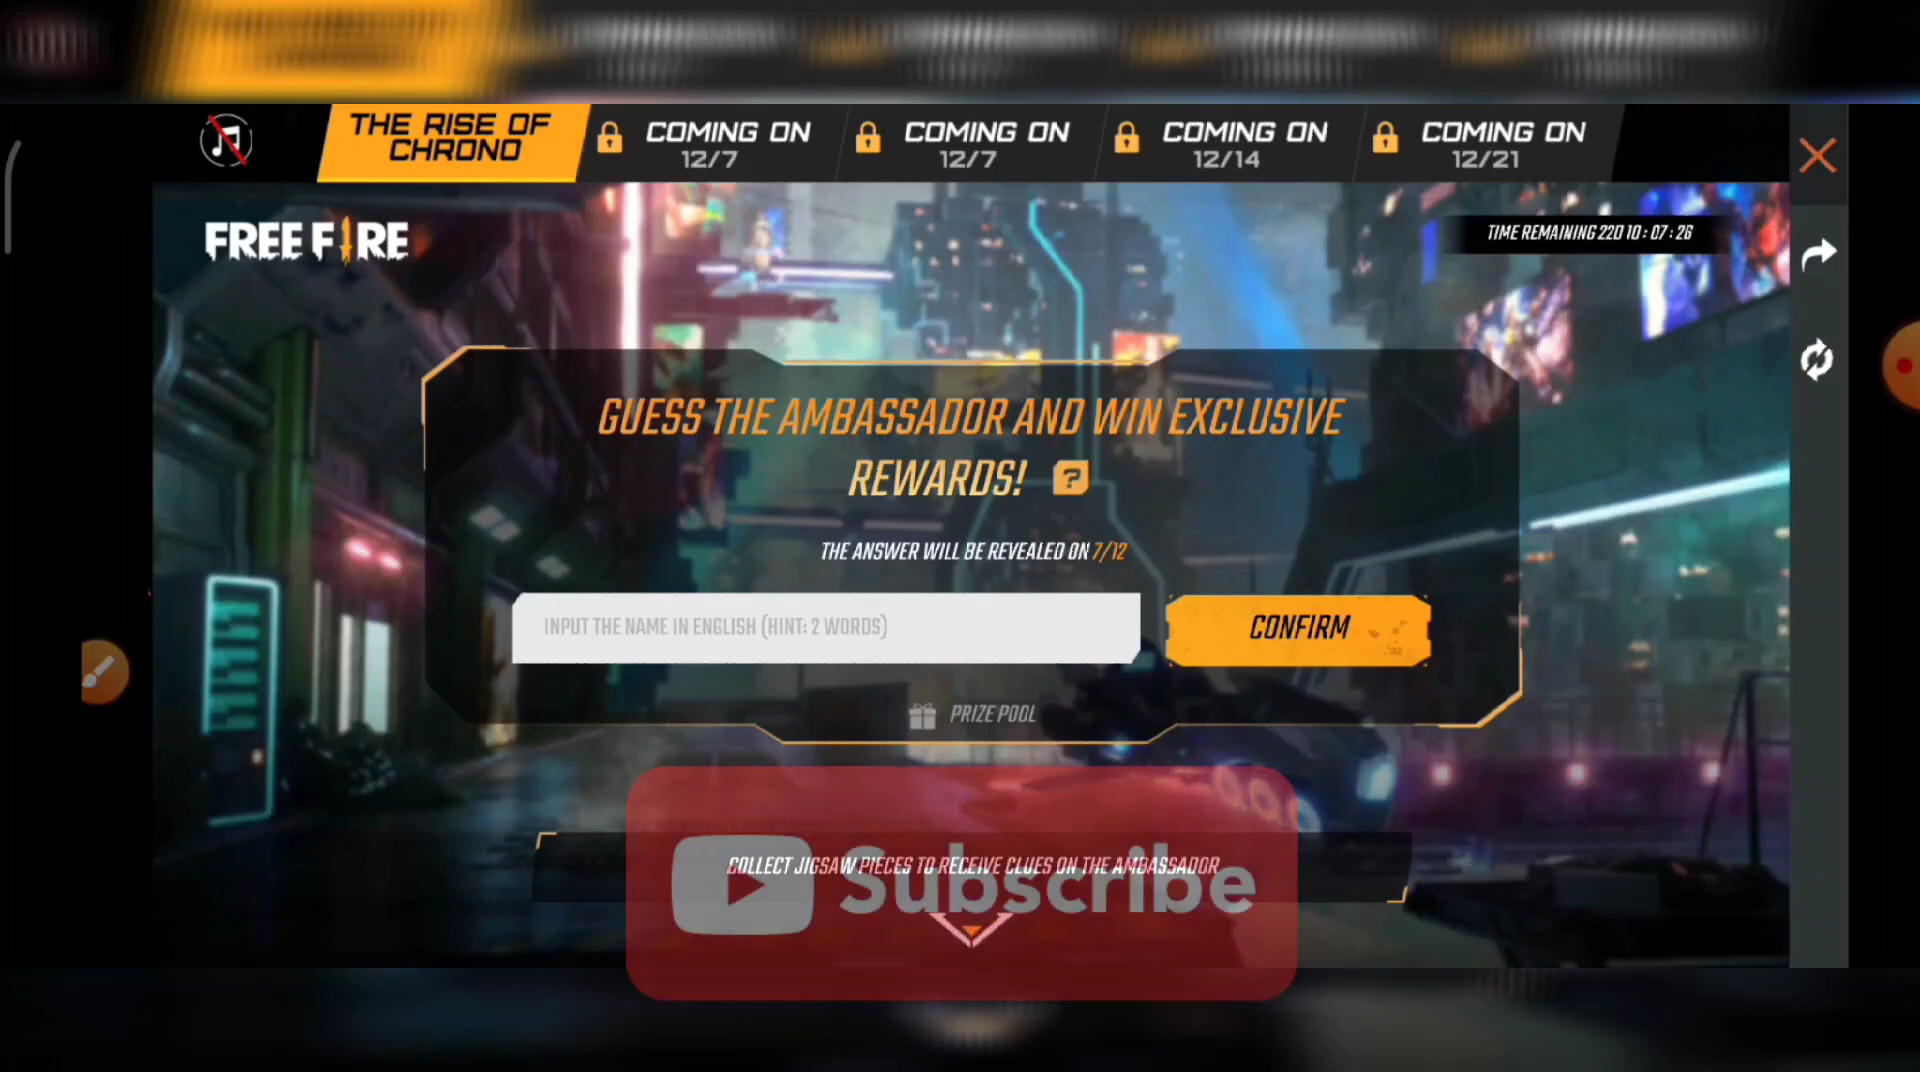 THE RISE OF
CHRONO
COMING ON
12/7
COMING ON
12/7
COMING ON
12/14
COMING ON
12/21
FREE FIRE
TIME REMAINING 22D 10 : 07 : 26
GUESS THE AMBASSADOR AND WIN EXCLUSIVE
REWARDS! ?
THE ANSWER WILL BE REVEALED ON 7/12
INPUT THE NAME IN ENGLISH (HINT: 2 WORDS)
CONFIRM
PRIZE POOL
COLLECT JIGSAW PIECES TO RECEIVE CLUES ON THE AMBASSADOR
Subscribe